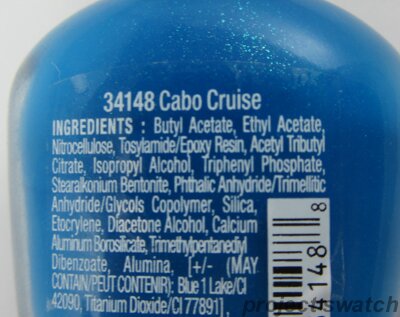 34148 Cabo Cruise
INGREDIENTS : Butyl Acetate, Ethyl Acetate,
Nitrocellulose, Tosylamide/Epoxy Resin, Acetyl Tributyl
Citrate, Isopropyl Alcohol, Triphenyl Phosphate,
Stearalkonium Bentonite, Phthalic Anhydride/Trimellitic
Anhydride/Glycols Copolymer, Silica,
Etocrylene, Diacetone Alcohol, Calcium
Aluminum Borosilicate, Trimethylpentanediyl
Dibenzoate, Alumina, [+/- (MAY
CONTAIN/PEUT CONTENIR): Blue 1 Lake/CI
42090, Titanium Dioxide/CI 77891],
4148 8
projectswatch